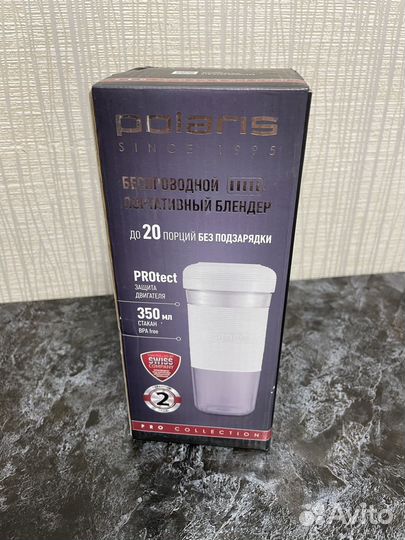 polaris
SINCE 1995
БЕСПРОВОДНОЙ
ПОРТАТИВНЫЙ БЛЕНДЕР
ДО 20 ПОРЦИЙ БЕЗ ПОДЗАРЯДКИ
PROtect
ЗАЩИТА
ДВИГАТЕЛЯ
350 мл
СТАКАН
BPA free
SWISS
COMPANY
2
PRO COLLECTION
Avito